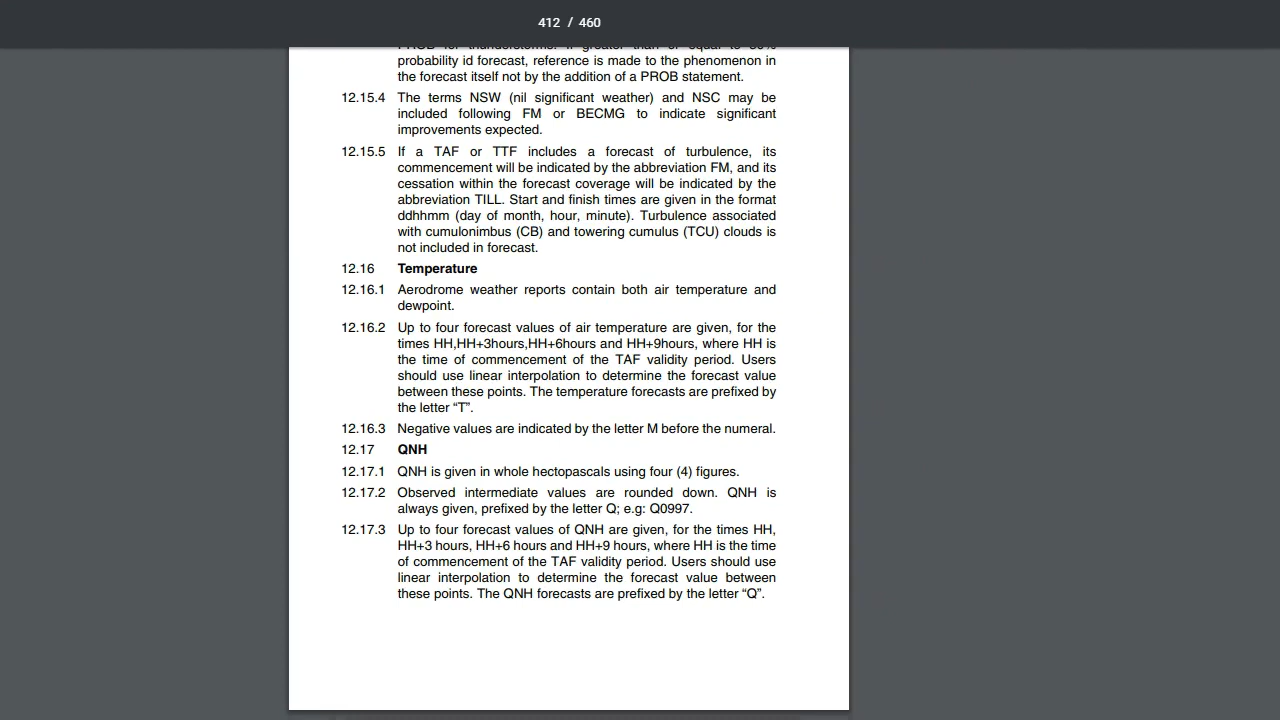 412 / 460
PROB for thunderstorms. If greater than or equal to 50%
probability id forecast, reference is made to the phenomenon in
the forecast itself not by the addition of a PROB statement.
12.15.4 The terms NSW (nil significant weather) and NSC may be
included following FM or BECMG to indicate significant
improvements expected.
12.15.5 If a TAF or TTF includes a forecast of turbulence, its
commencement will be indicated by the abbreviation FM, and its
cessation within the forecast coverage will be indicated by the
abbreviation TILL. Start and finish times are given in the format
ddhhmm (day of month, hour, minute). Turbulence associated
with cumulonimbus (CB) and towering cumulus (TCU) clouds is
not included in forecast.
12.16 Temperature
12.16.1 Aerodrome weather reports contain both air temperature and
dewpoint.
12.16.2 Up to four forecast values of air temperature are given, for the
times HH,HH+3hours,HH+6hours and HH+9hours, where HH is
the time of commencement of the TAF validity period. Users
should use linear interpolation to determine the forecast value
between these points. The temperature forecasts are prefixed by
the letter “T”.
12.16.3 Negative values are indicated by the letter M before the numeral.
12.17 QNH
12.17.1 QNH is given in whole hectopascals using four (4) figures.
12.17.2 Observed intermediate values are rounded down. QNH is
always given, prefixed by the letter Q; e.g: Q0997.
12.17.3 Up to four forecast values of QNH are given, for the times HH,
HH+3 hours, HH+6 hours and HH+9 hours, where HH is the time
of commencement of the TAF validity period. Users should use
linear interpolation to determine the forecast value between
these points. The QNH forecasts are prefixed by the letter “Q”.